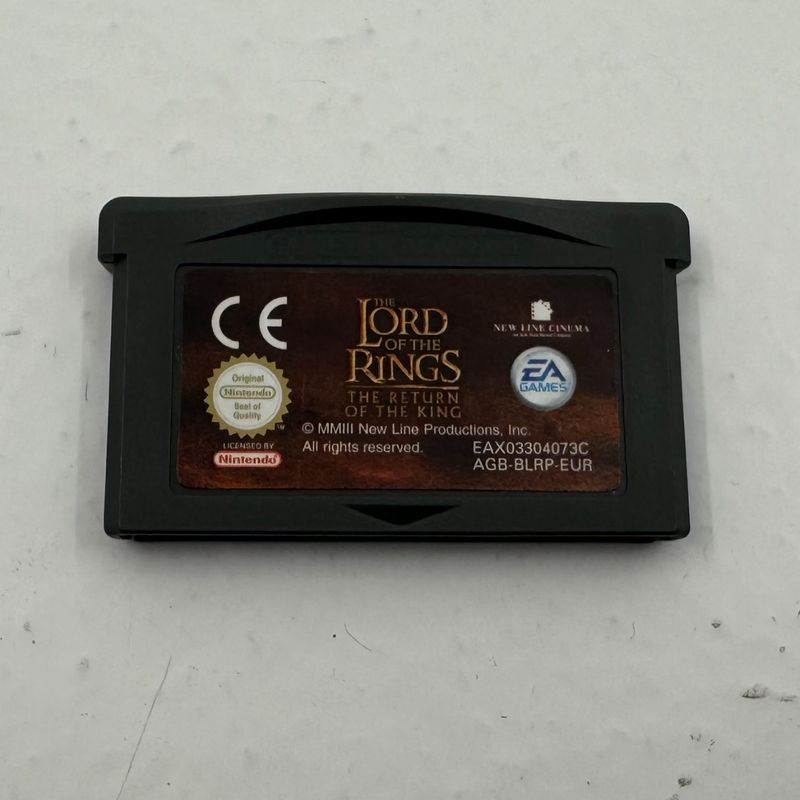 CE
Original
Nintendo
Seal of
Quality
TM
LICENSED BY
Nintendo
THE
LORD
OF THE
RINGS
THE RETURN
OF THE KING
NEW LINE CINEMA
EA
GAMES
© MMIII New Line Productions, Inc.
All rights reserved.
EAX03304073C
AGB-BLRP-EUR